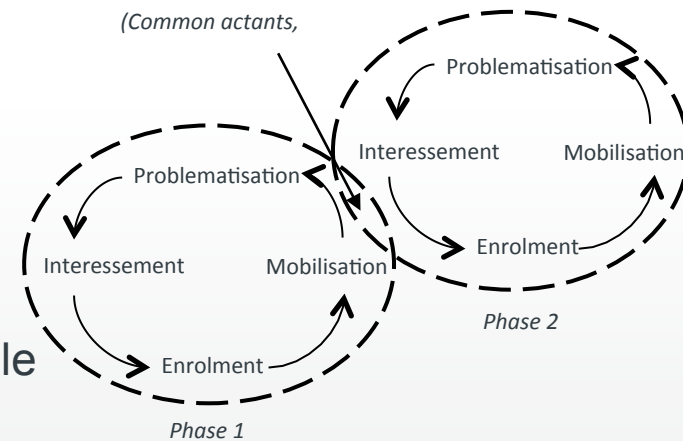 (Common actants,
Problematisation
Interessement
Mobilisation
Enrolment
Phase 2
Problematisation
Interessement
Mobilisation
Enrolment
Phase 1
le